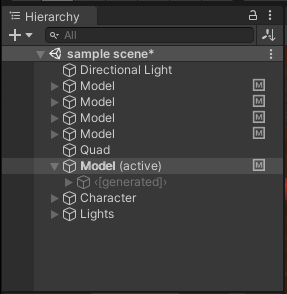 Hierarchy
All
sample scene*
Directional Light
Model M
Model M
Model M
Model M
Quad
Model (active) M
‹[generated]›
Character
Lights